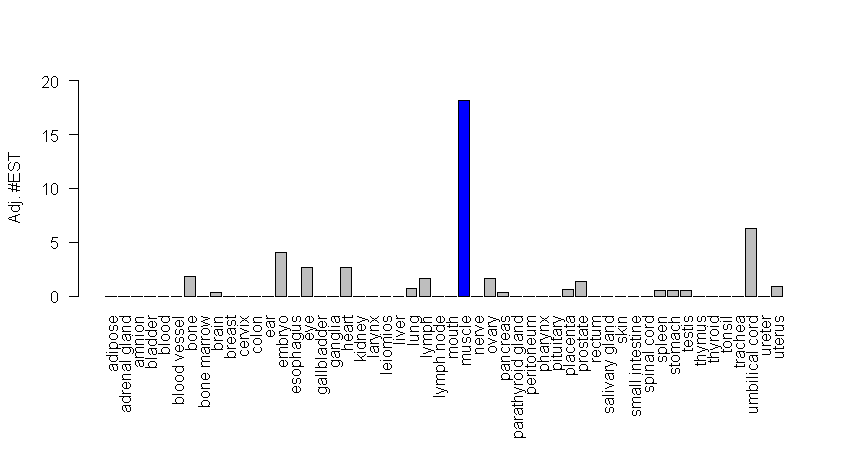 Adj. #EST
20
15
10
5
0
adipose
adrenal gland
amnion
bladder
blood
blood vessel
bone
bone marrow
brain
breast
cervix
colon
ear
embryo
esophagus
eye
gallbladder
ganglia
heart
kidney
larynx
leiomios
liver
lung
lymph
lymph node
mouth
muscle
nerve
ovary
pancreas
parathyroid gland
peritoneum
pharynx
pituitary
placenta
prostate
rectum
salivary gland
skin
small intestine
spinal cord
spleen
stomach
testis
thymus
thyroid
tonsil
trachea
umbilical cord
ureter
uterus